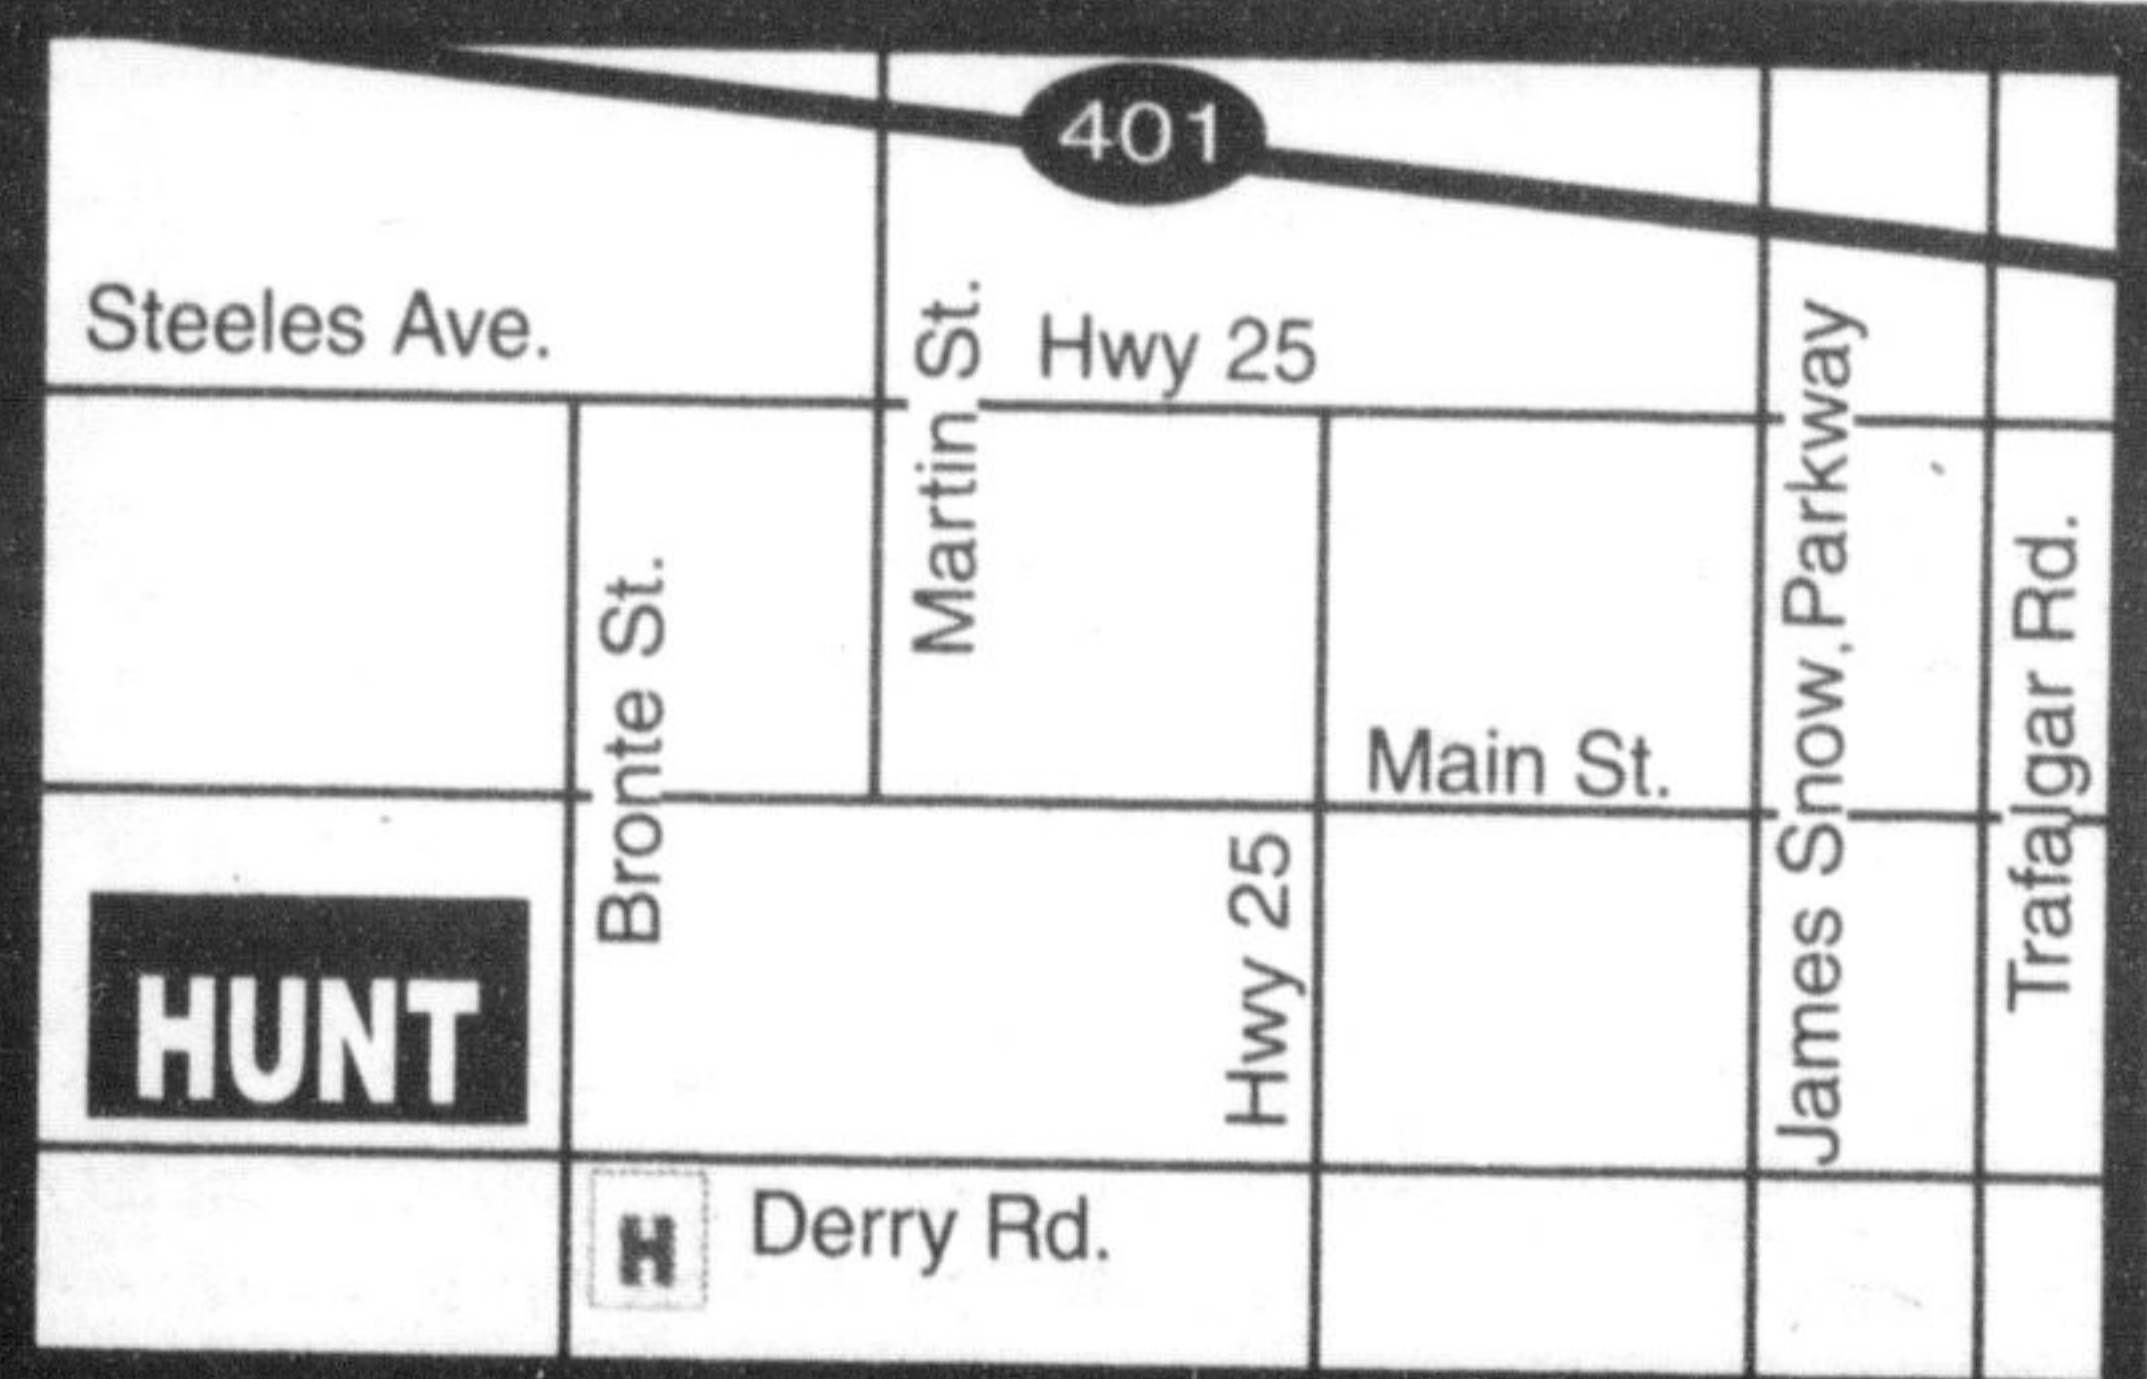 401
Steeles Ave.
Martin St.
Hwy 25
James Snow Parkway
Bronte St.
Trafalgar Rd.
Main St.
Hwy 25
HUNT
H
Derry Rd.